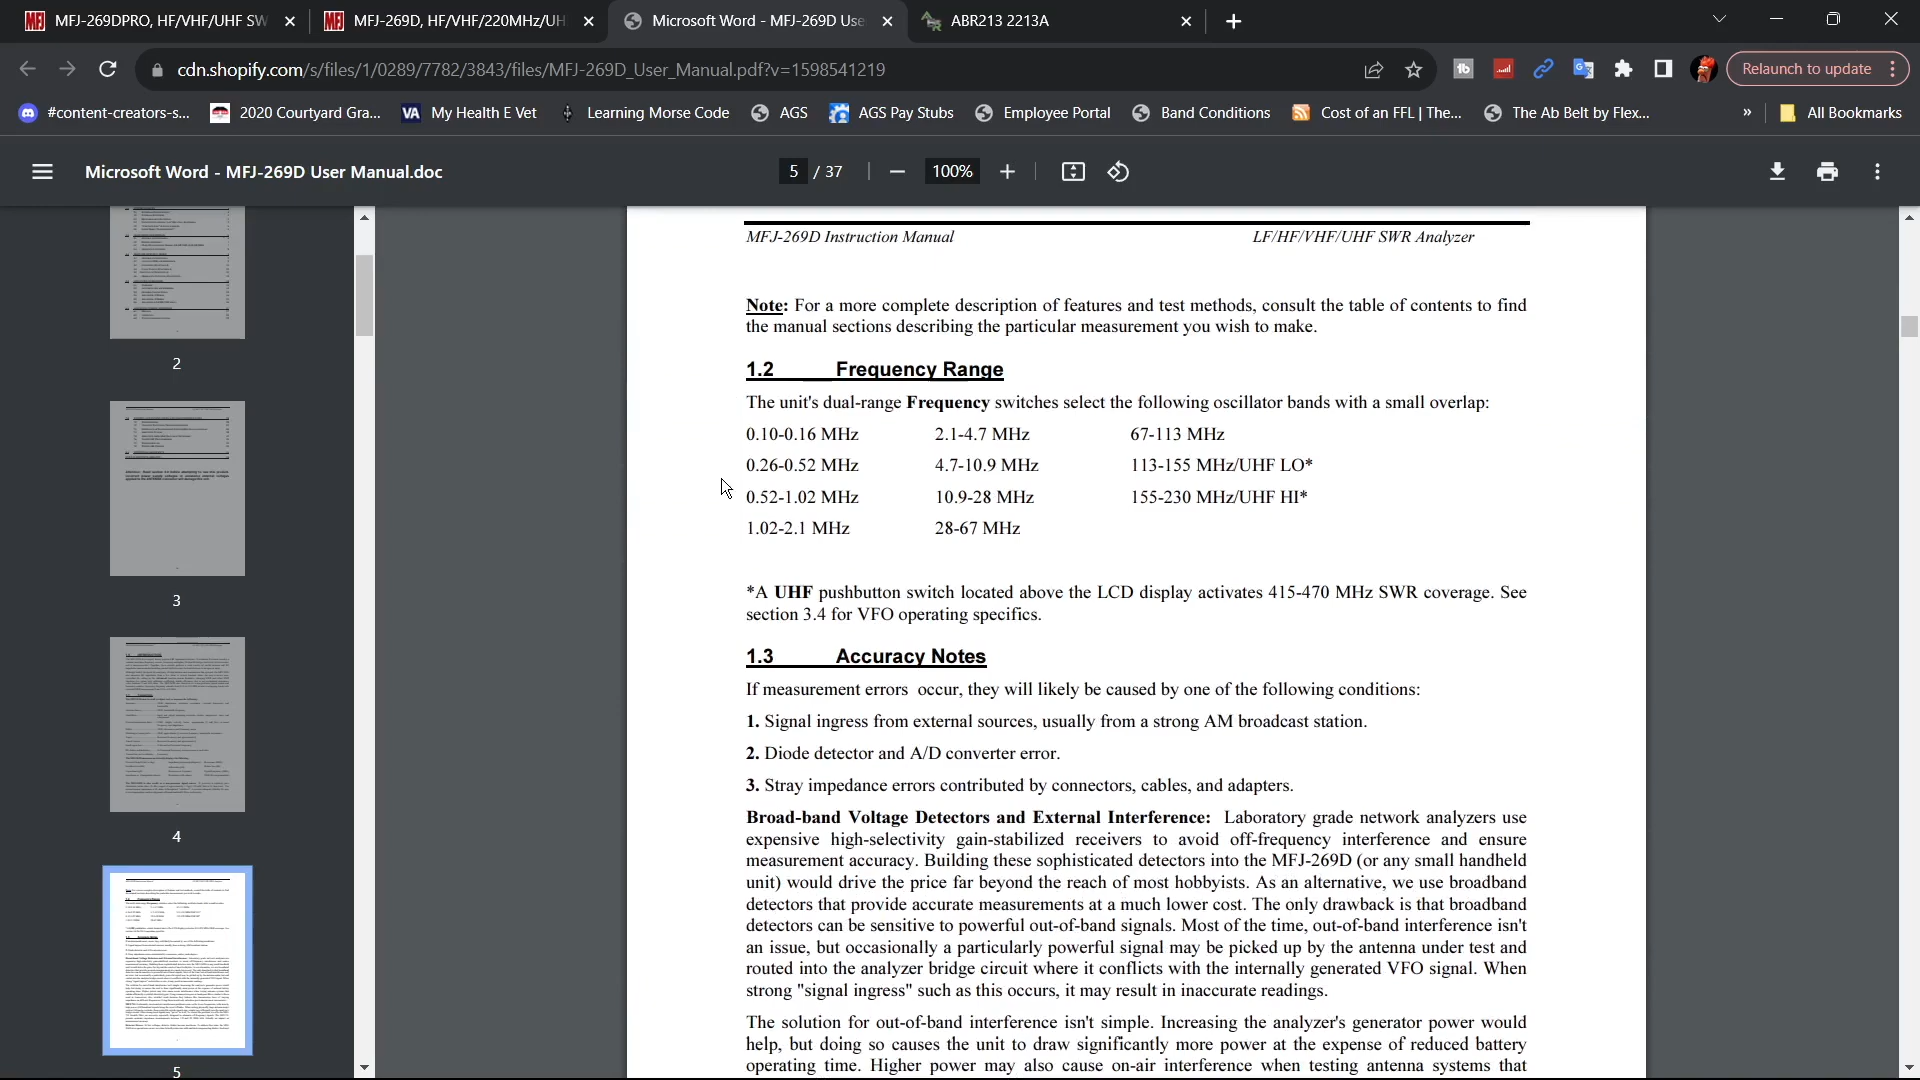 MFJ-269DPRO, HF/VHF/UHF SW
MFJ-269D, HF/VHF/220MHz/UH
Microsoft Word - MFJ-269D Use
ABR213 2213A
cdn.shopify.com/s/files/1/0289/7782/3843/files/MFJ-269D_User_Manual.pdf?v=1598541219
Relaunch to update
#content-creators-s...
2020 Courtyard Gra...
VA My Health E Vet
Learning Morse Code
AGS
AGS Pay Stubs
Employee Portal
Band Conditions
Cost of an FFL | The...
The Ab Belt by Flex...
»
All Bookmarks
Microsoft Word - MFJ-269D User Manual.doc
5 / 37
100%
2
3
4
5
MFJ-269D Instruction Manual LF/HF/VHF/UHF SWR Analyzer
Note: For a more complete description of features and test methods, consult the table of contents to find
the manual sections describing the particular measurement you wish to make.
1.2 Frequency Range
The unit's dual-range Frequency switches select the following oscillator bands with a small overlap:
0.10-0.16 MHz 2.1-4.7 MHz 67-113 MHz
0.26-0.52 MHz 4.7-10.9 MHz 113-155 MHz/UHF LO*
0.52-1.02 MHz 10.9-28 MHz 155-230 MHz/UHF HI*
1.02-2.1 MHz 28-67 MHz
*A UHF pushbutton switch located above the LCD display activates 415-470 MHz SWR coverage. See
section 3.4 for VFO operating specifics.
1.3 Accuracy Notes
If measurement errors occur, they will likely be caused by one of the following conditions:
1. Signal ingress from external sources, usually from a strong AM broadcast station.
2. Diode detector and A/D converter error.
3. Stray impedance errors contributed by connectors, cables, and adapters.
Broad-band Voltage Detectors and External Interference: Laboratory grade network analyzers use
expensive high-selectivity gain-stabilized receivers to avoid off-frequency interference and ensure
measurement accuracy. Building these sophisticated detectors into the MFJ-269D (or any small handheld
unit) would drive the price far beyond the reach of most hobbyists. As an alternative, we use broadband
detectors that provide accurate measurements at a much lower cost. The only drawback is that broadband
detectors can be sensitive to powerful out-of-band signals. Most of the time, out-of-band interference isn't
an issue, but occasionally a particularly powerful signal may be picked up by the antenna under test and
routed into the analyzer bridge circuit where it conflicts with the internally generated VFO signal. When
strong "signal ingress" such as this occurs, it may result in inaccurate readings.
The solution for out-of-band interference isn't simple. Increasing the analyzer's generator power would
help, but doing so causes the unit to draw significantly more power at the expense of reduced battery
operating time. Higher power may also cause on-air interference when testing antenna systems that